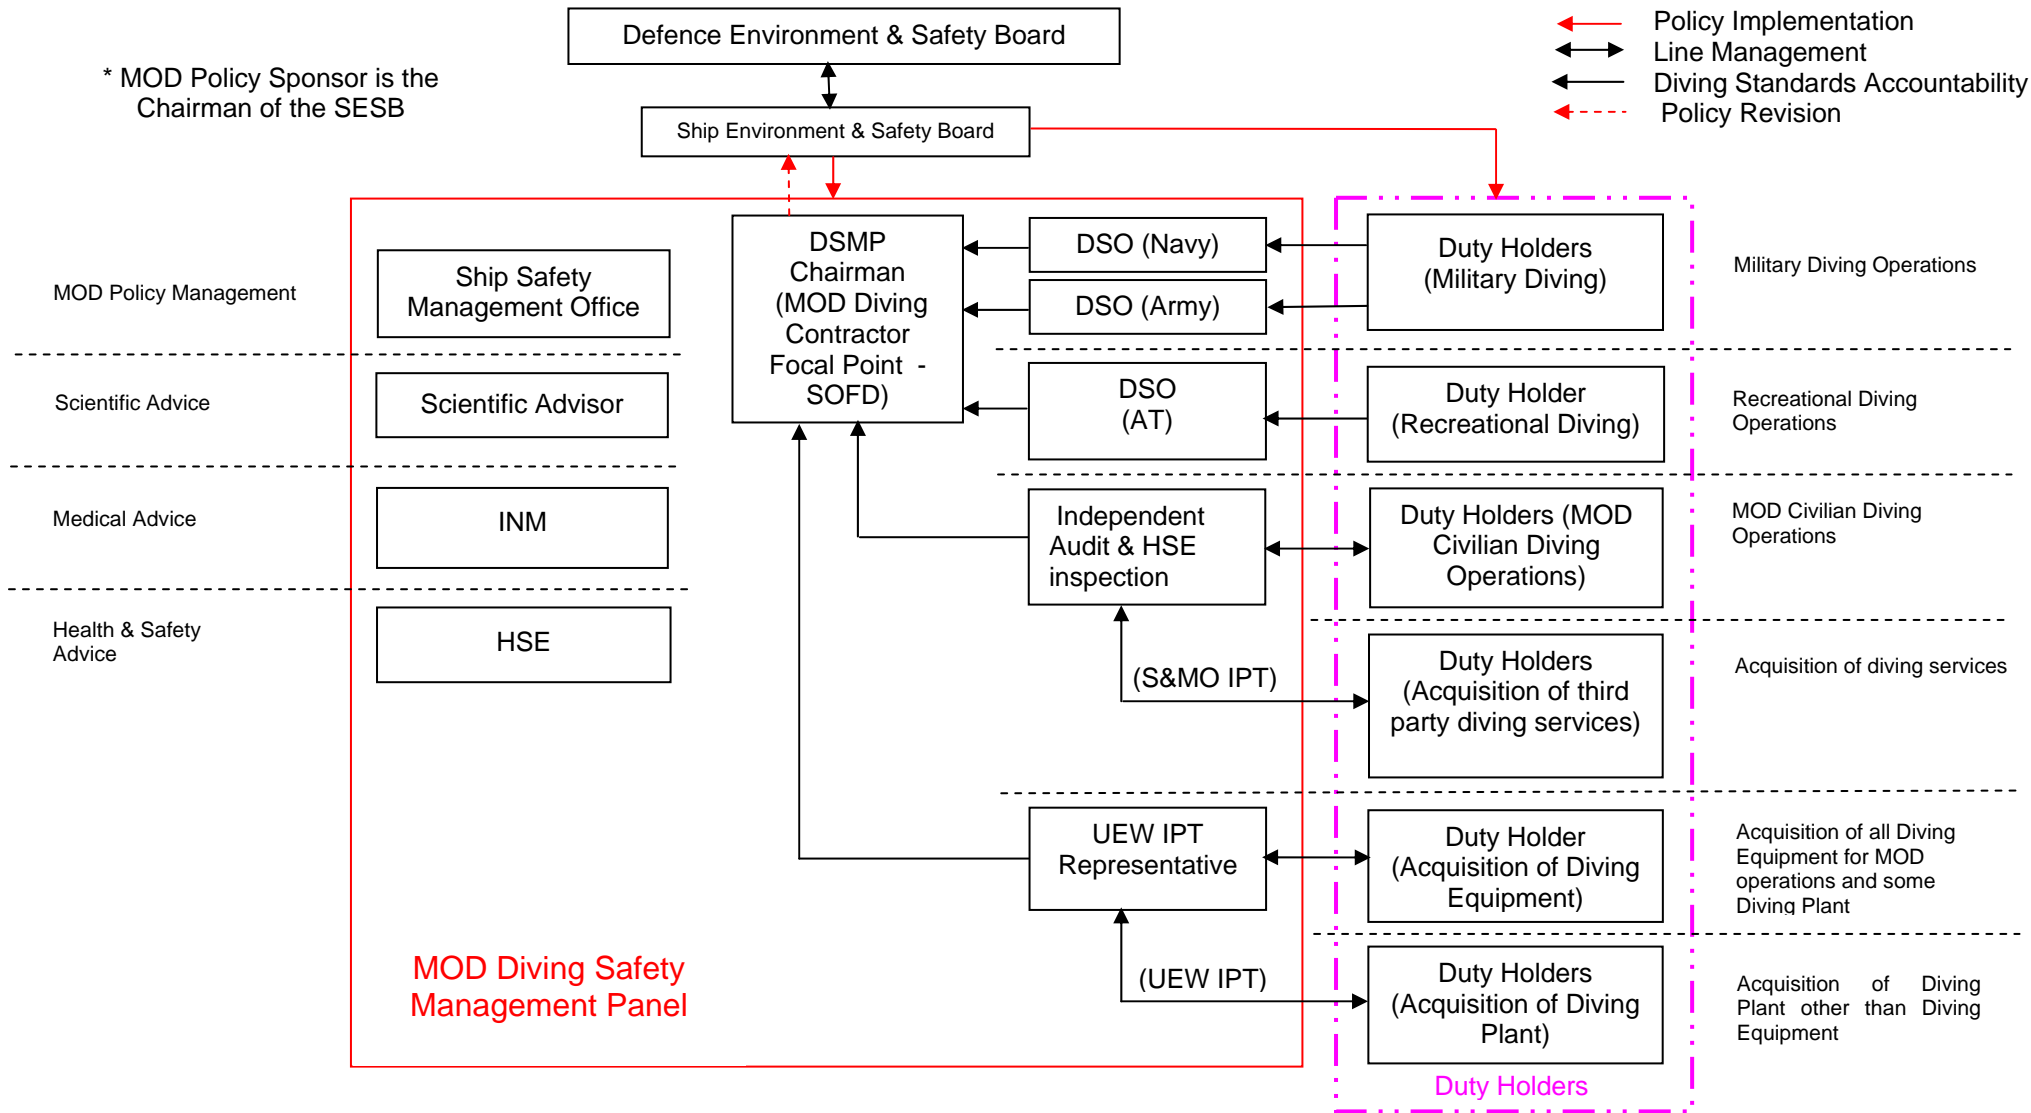 Defence Environment & Safety Board
* MOD Policy Sponsor is the
Chairman of the SESB
Policy Implementation
Line Management
Diving Standards Accountability
Policy Revision
Ship Environment & Safety Board
MOD Policy Management
Ship Safety
Management Office
DSMP
Chairman
(MOD Diving
Contractor
Focal Point -
SOFD)
DSO (Navy)
DSO (Army)
Duty Holders
(Military Diving)
Military Diving Operations
Scientific Advice
Scientific Advisor
DSO
(AT)
Duty Holder
(Recreational Diving)
Recreational Diving
Operations
Medical Advice
INM
Independent
Audit & HSE
inspection
Duty Holders (MOD
Civilian Diving
Operations)
MOD Civilian Diving
Operations
Health & Safety
Advice
HSE
(S&MO IPT)
Duty Holders
(Acquisition of third
party diving services)
Acquisition of diving services
UEW IPT
Representative
Duty Holder
(Acquisition of Diving
Equipment)
Acquisition of all Diving
Equipment for MOD
operations and some
Diving Plant
MOD Diving Safety
Management Panel
(UEW IPT)
Duty Holders
(Acquisition of Diving
Plant)
Acquisition of Diving
Plant other than Diving
Equipment
Duty Holders